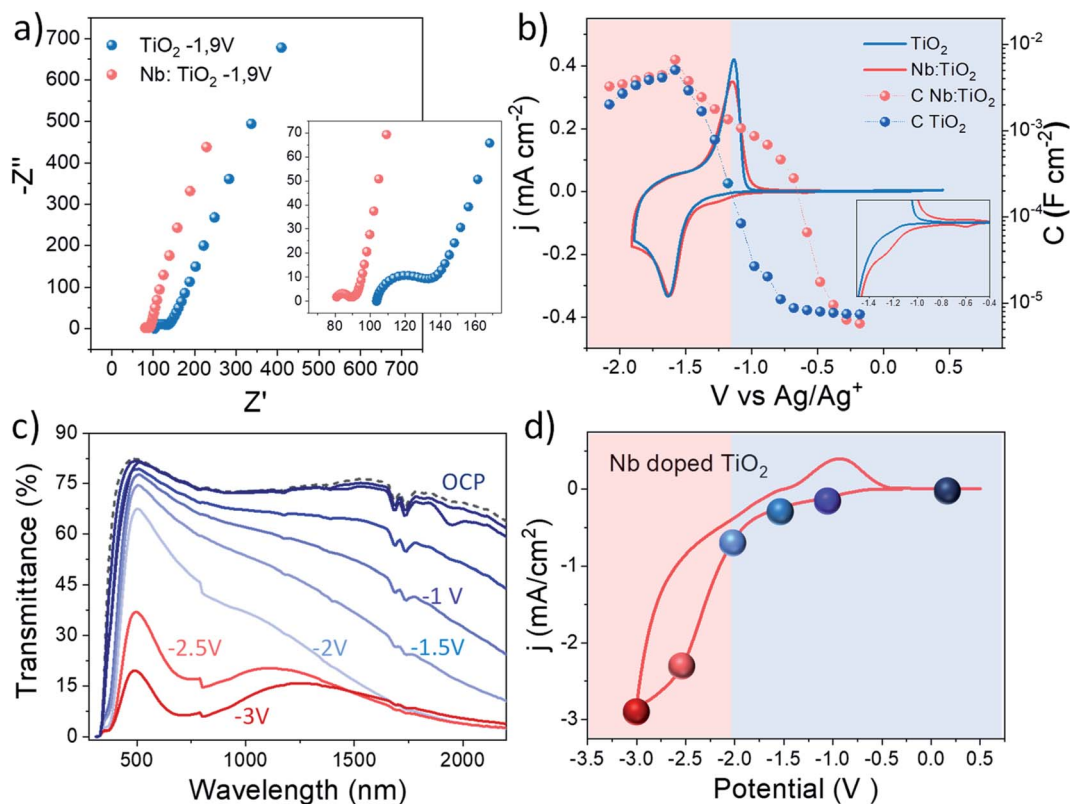 a)
700
600
500
400
300
200
100
0
-Z"
TiO2 -1,9V
Nb: TiO2 -1,9V
70
60
50
40
30
20
10
0
80 100 120 140 160
0 100 200 300 400 500 600 700
Z'
b)
0.4
0.2
0.0
-0.2
-0.4
j (mA cm-2)
TiO2
Nb:TiO2
C Nb:TiO2
C TiO2
10-2
10-3
10-4
10-5
C (F cm-2)
-1.4 -1.0 -0.6 -0.4
-2.0 -1.5 -1.0 -0.5 0.0 0.5
V vs Ag/Ag+
c)
90
75
60
45
30
15
0
Transmittance (%)
OCP
-1 V
-1.5V
-2V
-2.5V
-3V
500 1000 1500 2000
Wavelength (nm)
d)
Nb doped TiO2
0
-1
-2
-3
j (mA/cm2)
-3.5 -3.0 -2.5 -2.0 -1.5 -1.0 -0.5 0.0 0.5
Potential (V )